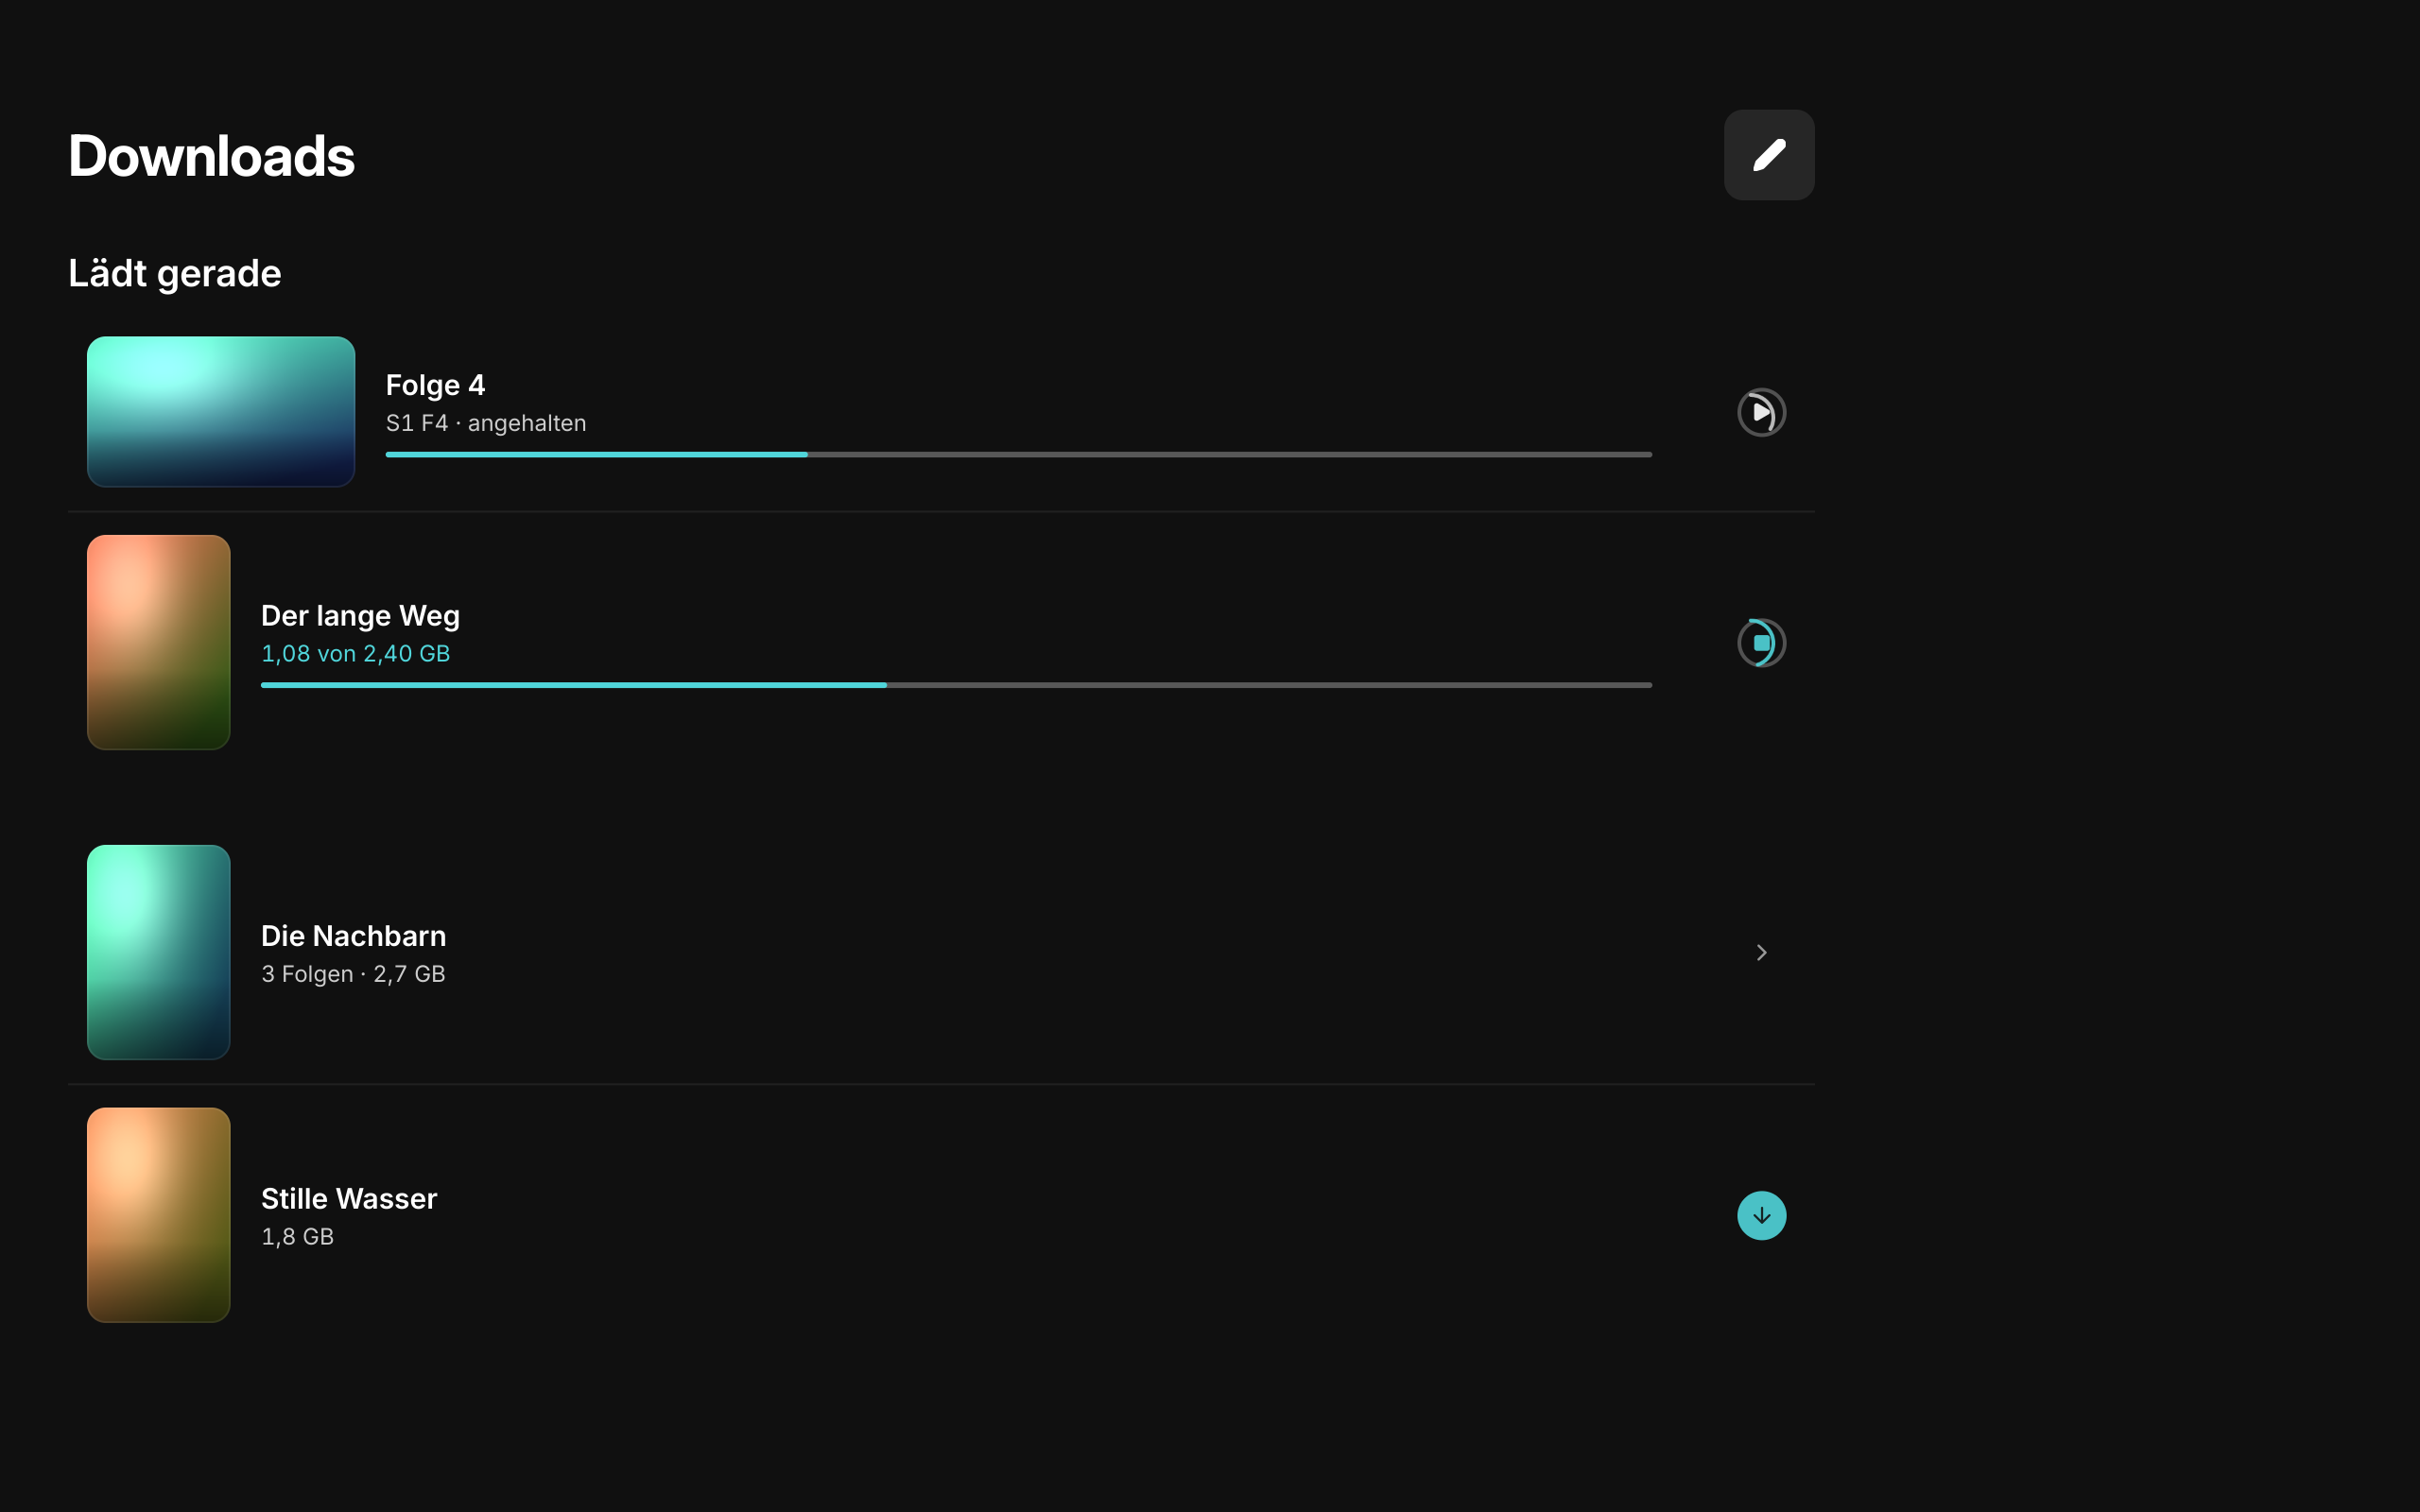 Downloads
Lädt gerade
Folge 4
S1 F4 · angehalten
Der lange Weg
1,08 von 2,40 GB
Die Nachbarn
3 Folgen · 2,7 GB
Stille Wasser
1,8 GB